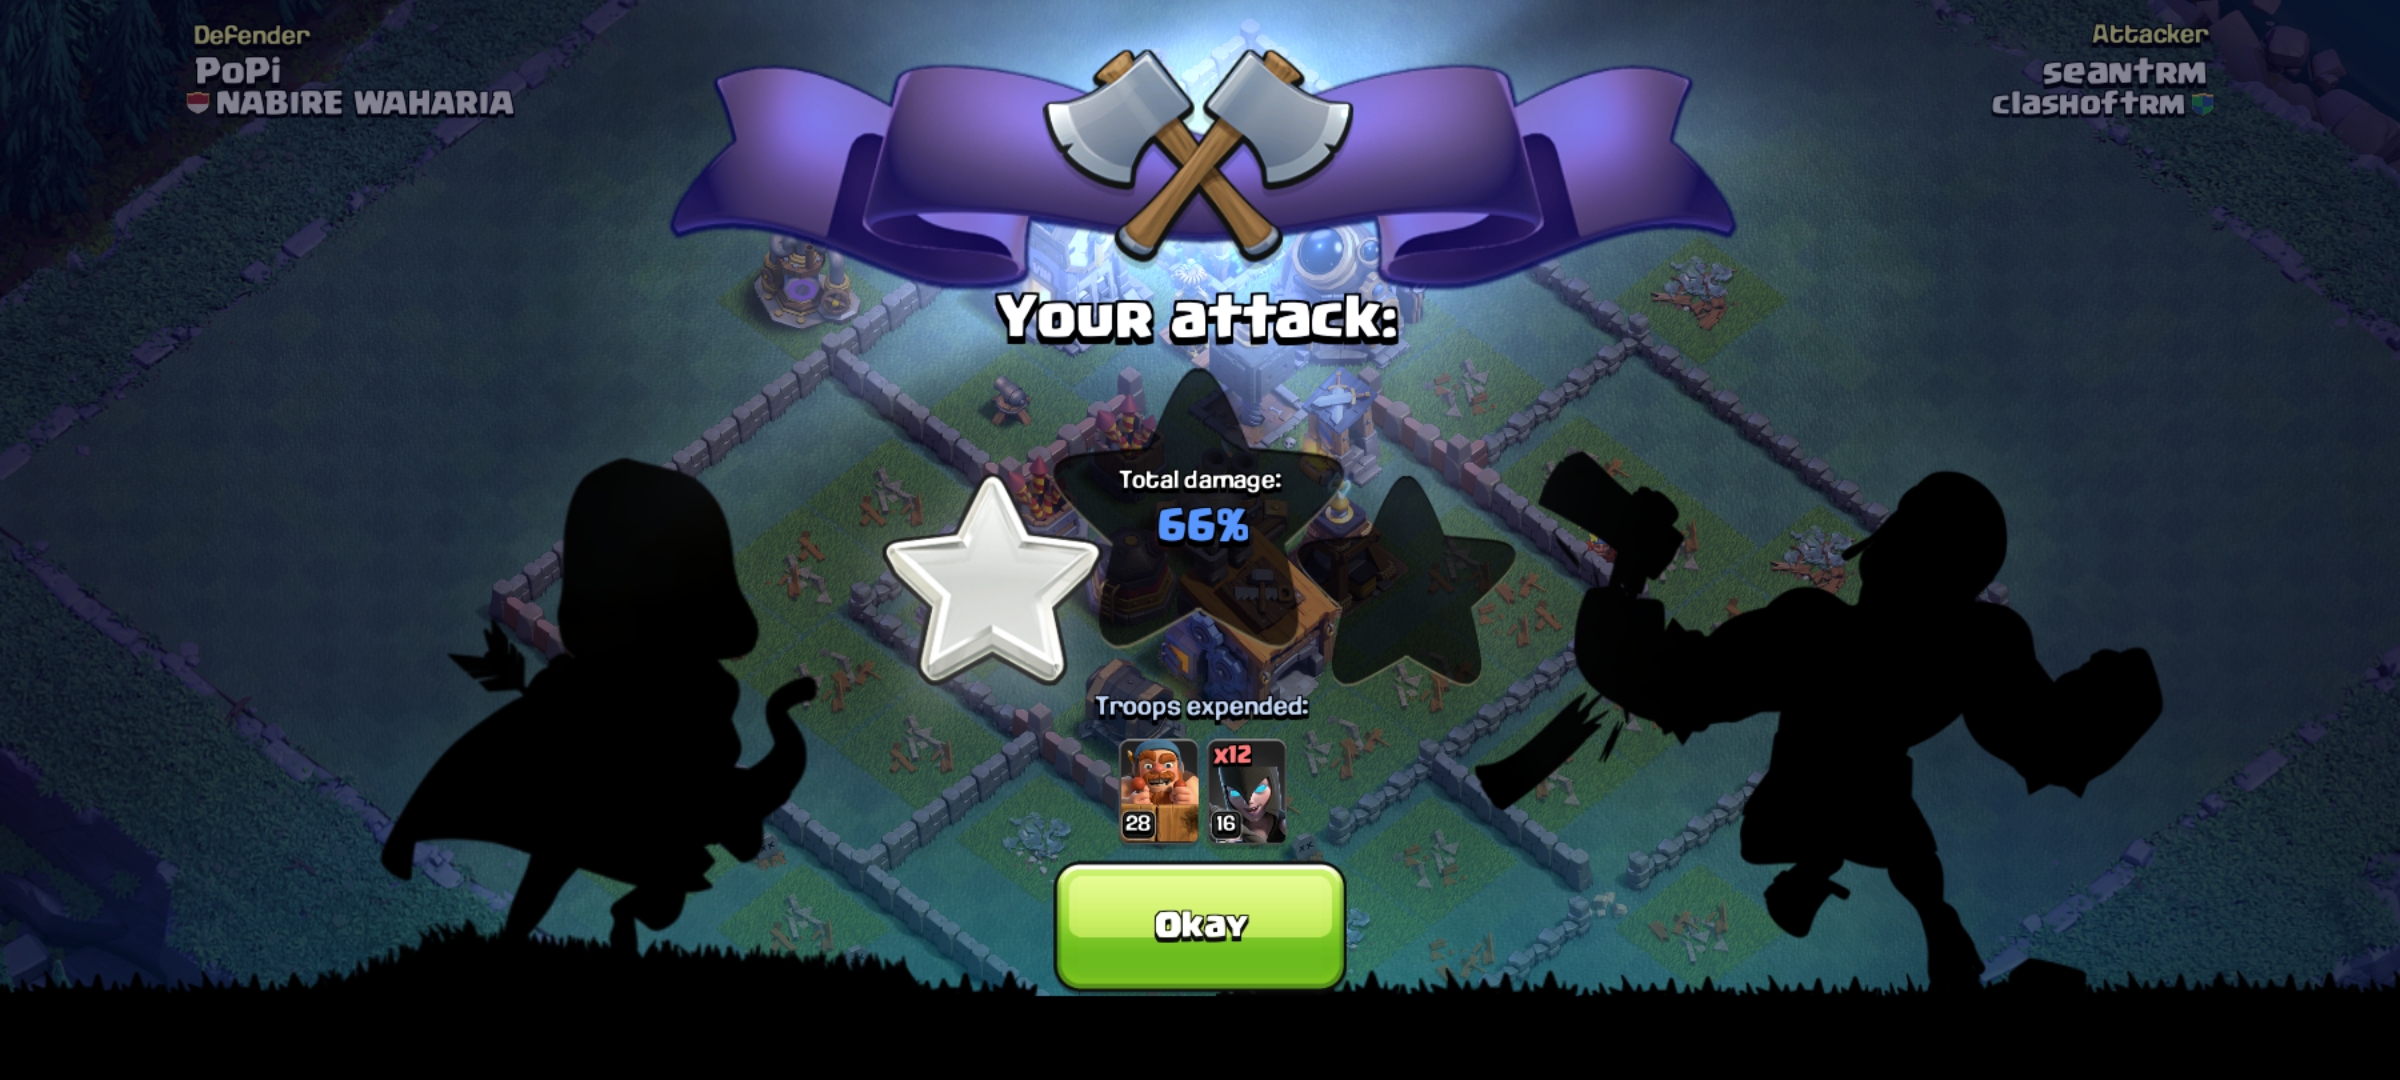 Defender
PoPi
NABIRE WAHARIA
Attacker
seantRM
clashoftRM
Your attack:
Total damage:
66%
Troops expended:
x12
28
16
Okay